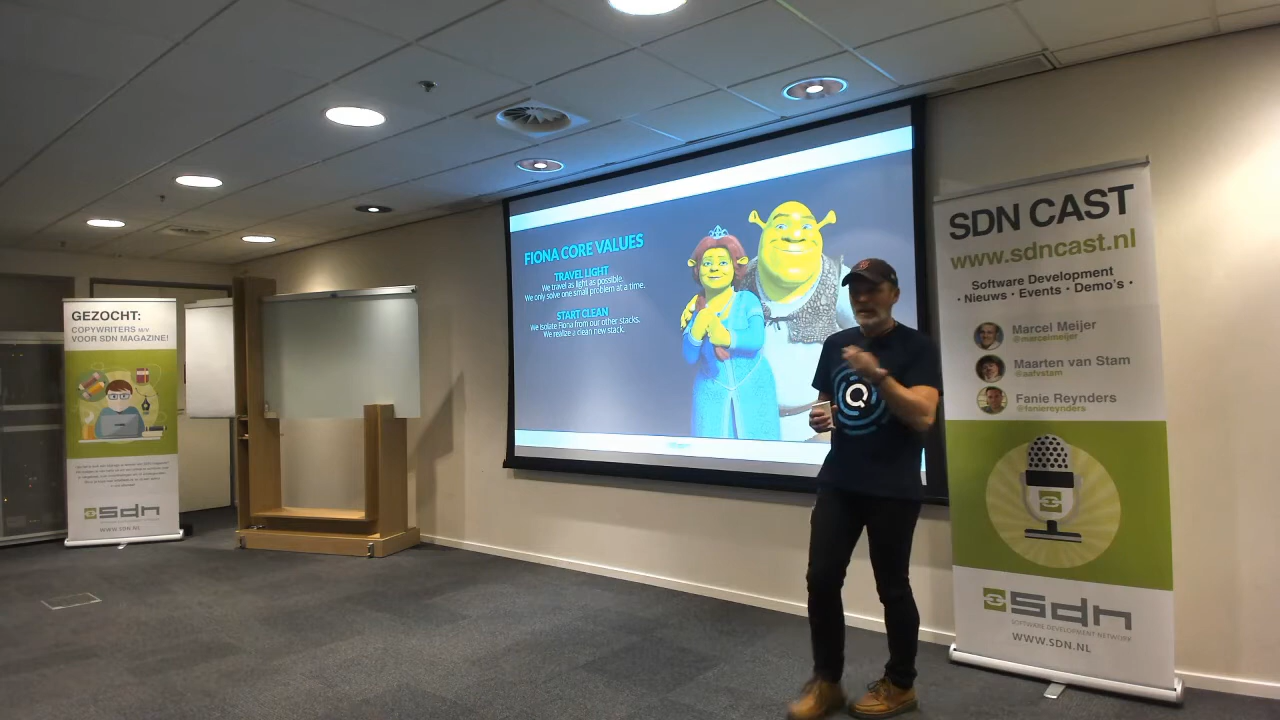 GEZOCHT:
COPYWRITERS M/V
VOOR SDN MAGAZINE!
sdn
WWW.SDN.NL
FIONA CORE VALUES
TRAVEL LIGHT
We travel as light as possible.
We only solve one small problem at a time.
START CLEAN
We isolate Fiona from our other stacks.
We realize a clean new stack.
SDN CAST
www.sdncast.nl
Software Development
· Nieuws · Events · Demo's ·
Marcel Meijer
@marcelmeijer
Maarten van Stam
@aafvstam
Fanie Reynders
@faniereynders
sdn
SOFTWARE DEVELOPMENT NETWORK
WWW.SDN.NL